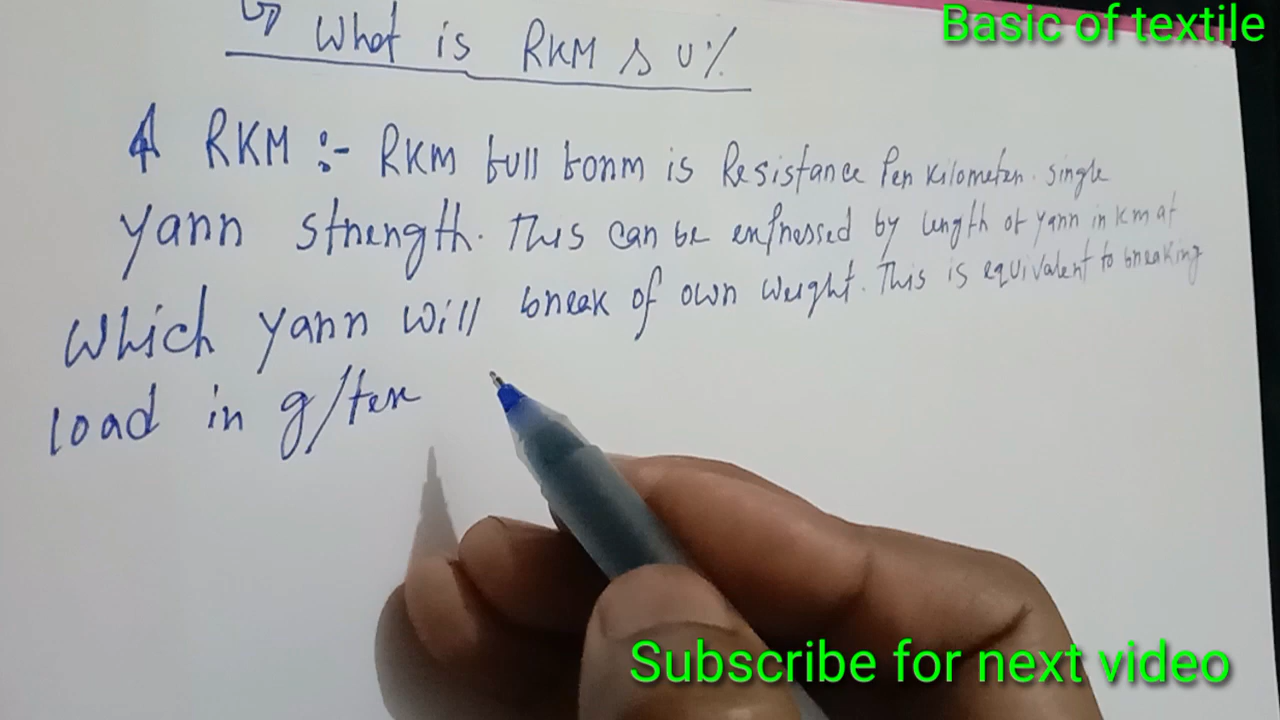 Basic of textile
↳ What is RKM & U%
RKM :- RKM full form is Resistance Per Kilometer. single
yarn strength. This can be expressed by length of yarn in km at
which yarn will break of own weight. This is equivalent to breaking
load in g/tex
Subscribe for next video